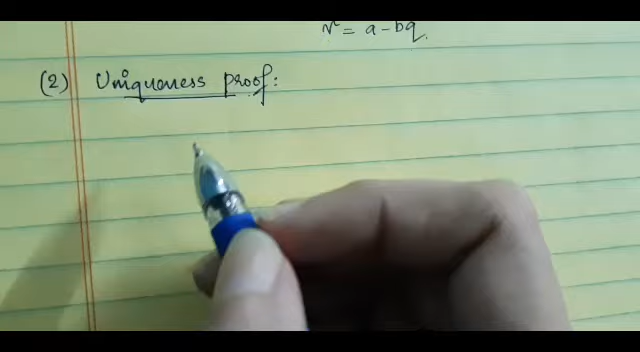 r = a - bq.
(2) Uniqueness proof: